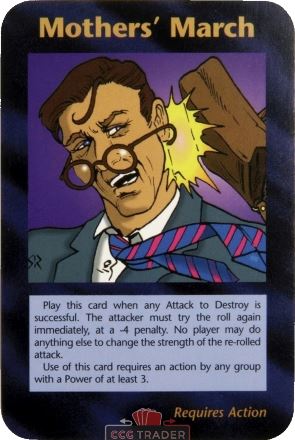 Mothers' March
SR
Play this card when any Attack to Destroy is
successful. The attacker must try the roll again
immediately, at a -4 penalty. No player may do
anything else to change the strength of the re-rolled
attack.
Use of this card requires an action by any group
with a Power of at least 3.
Requires Action
CCG TRADER